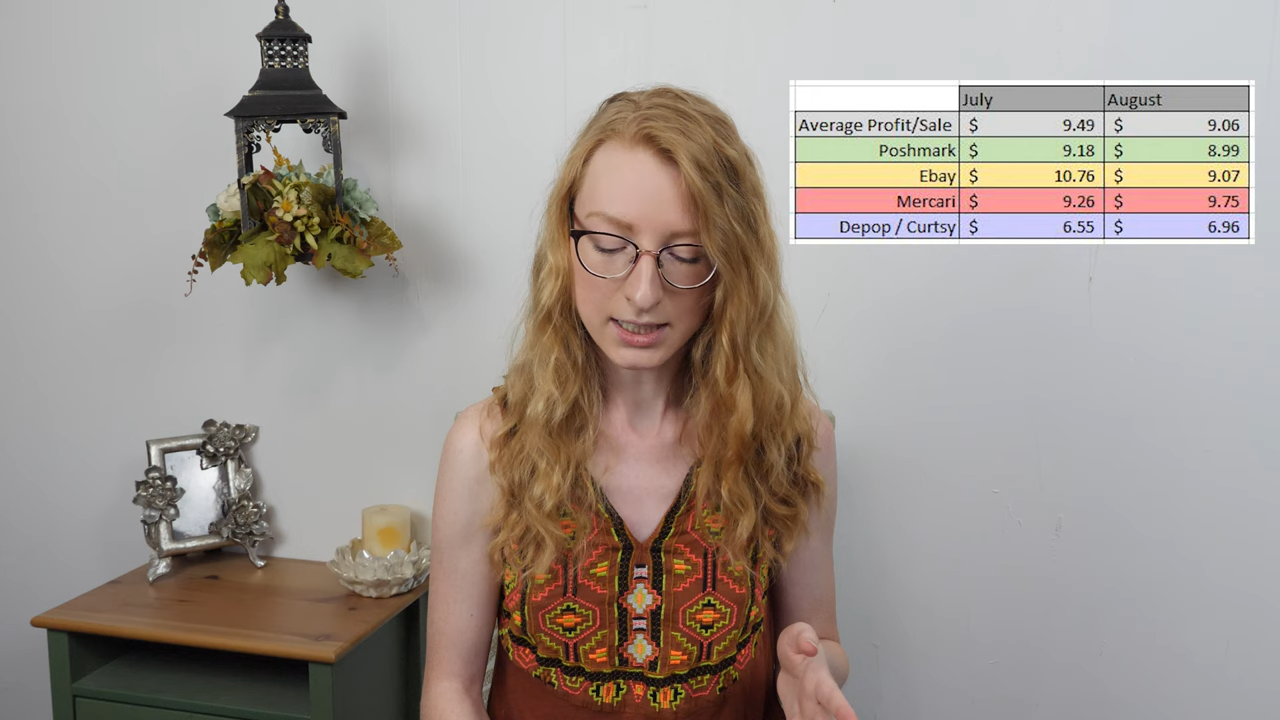 July August
Average Profit/Sale $ 9.49 $ 9.06
Poshmark $ 9.18 $ 8.99
Ebay $ 10.76 $ 9.07
Mercari $ 9.26 $ 9.75
Depop / Curtsy $ 6.55 $ 6.96